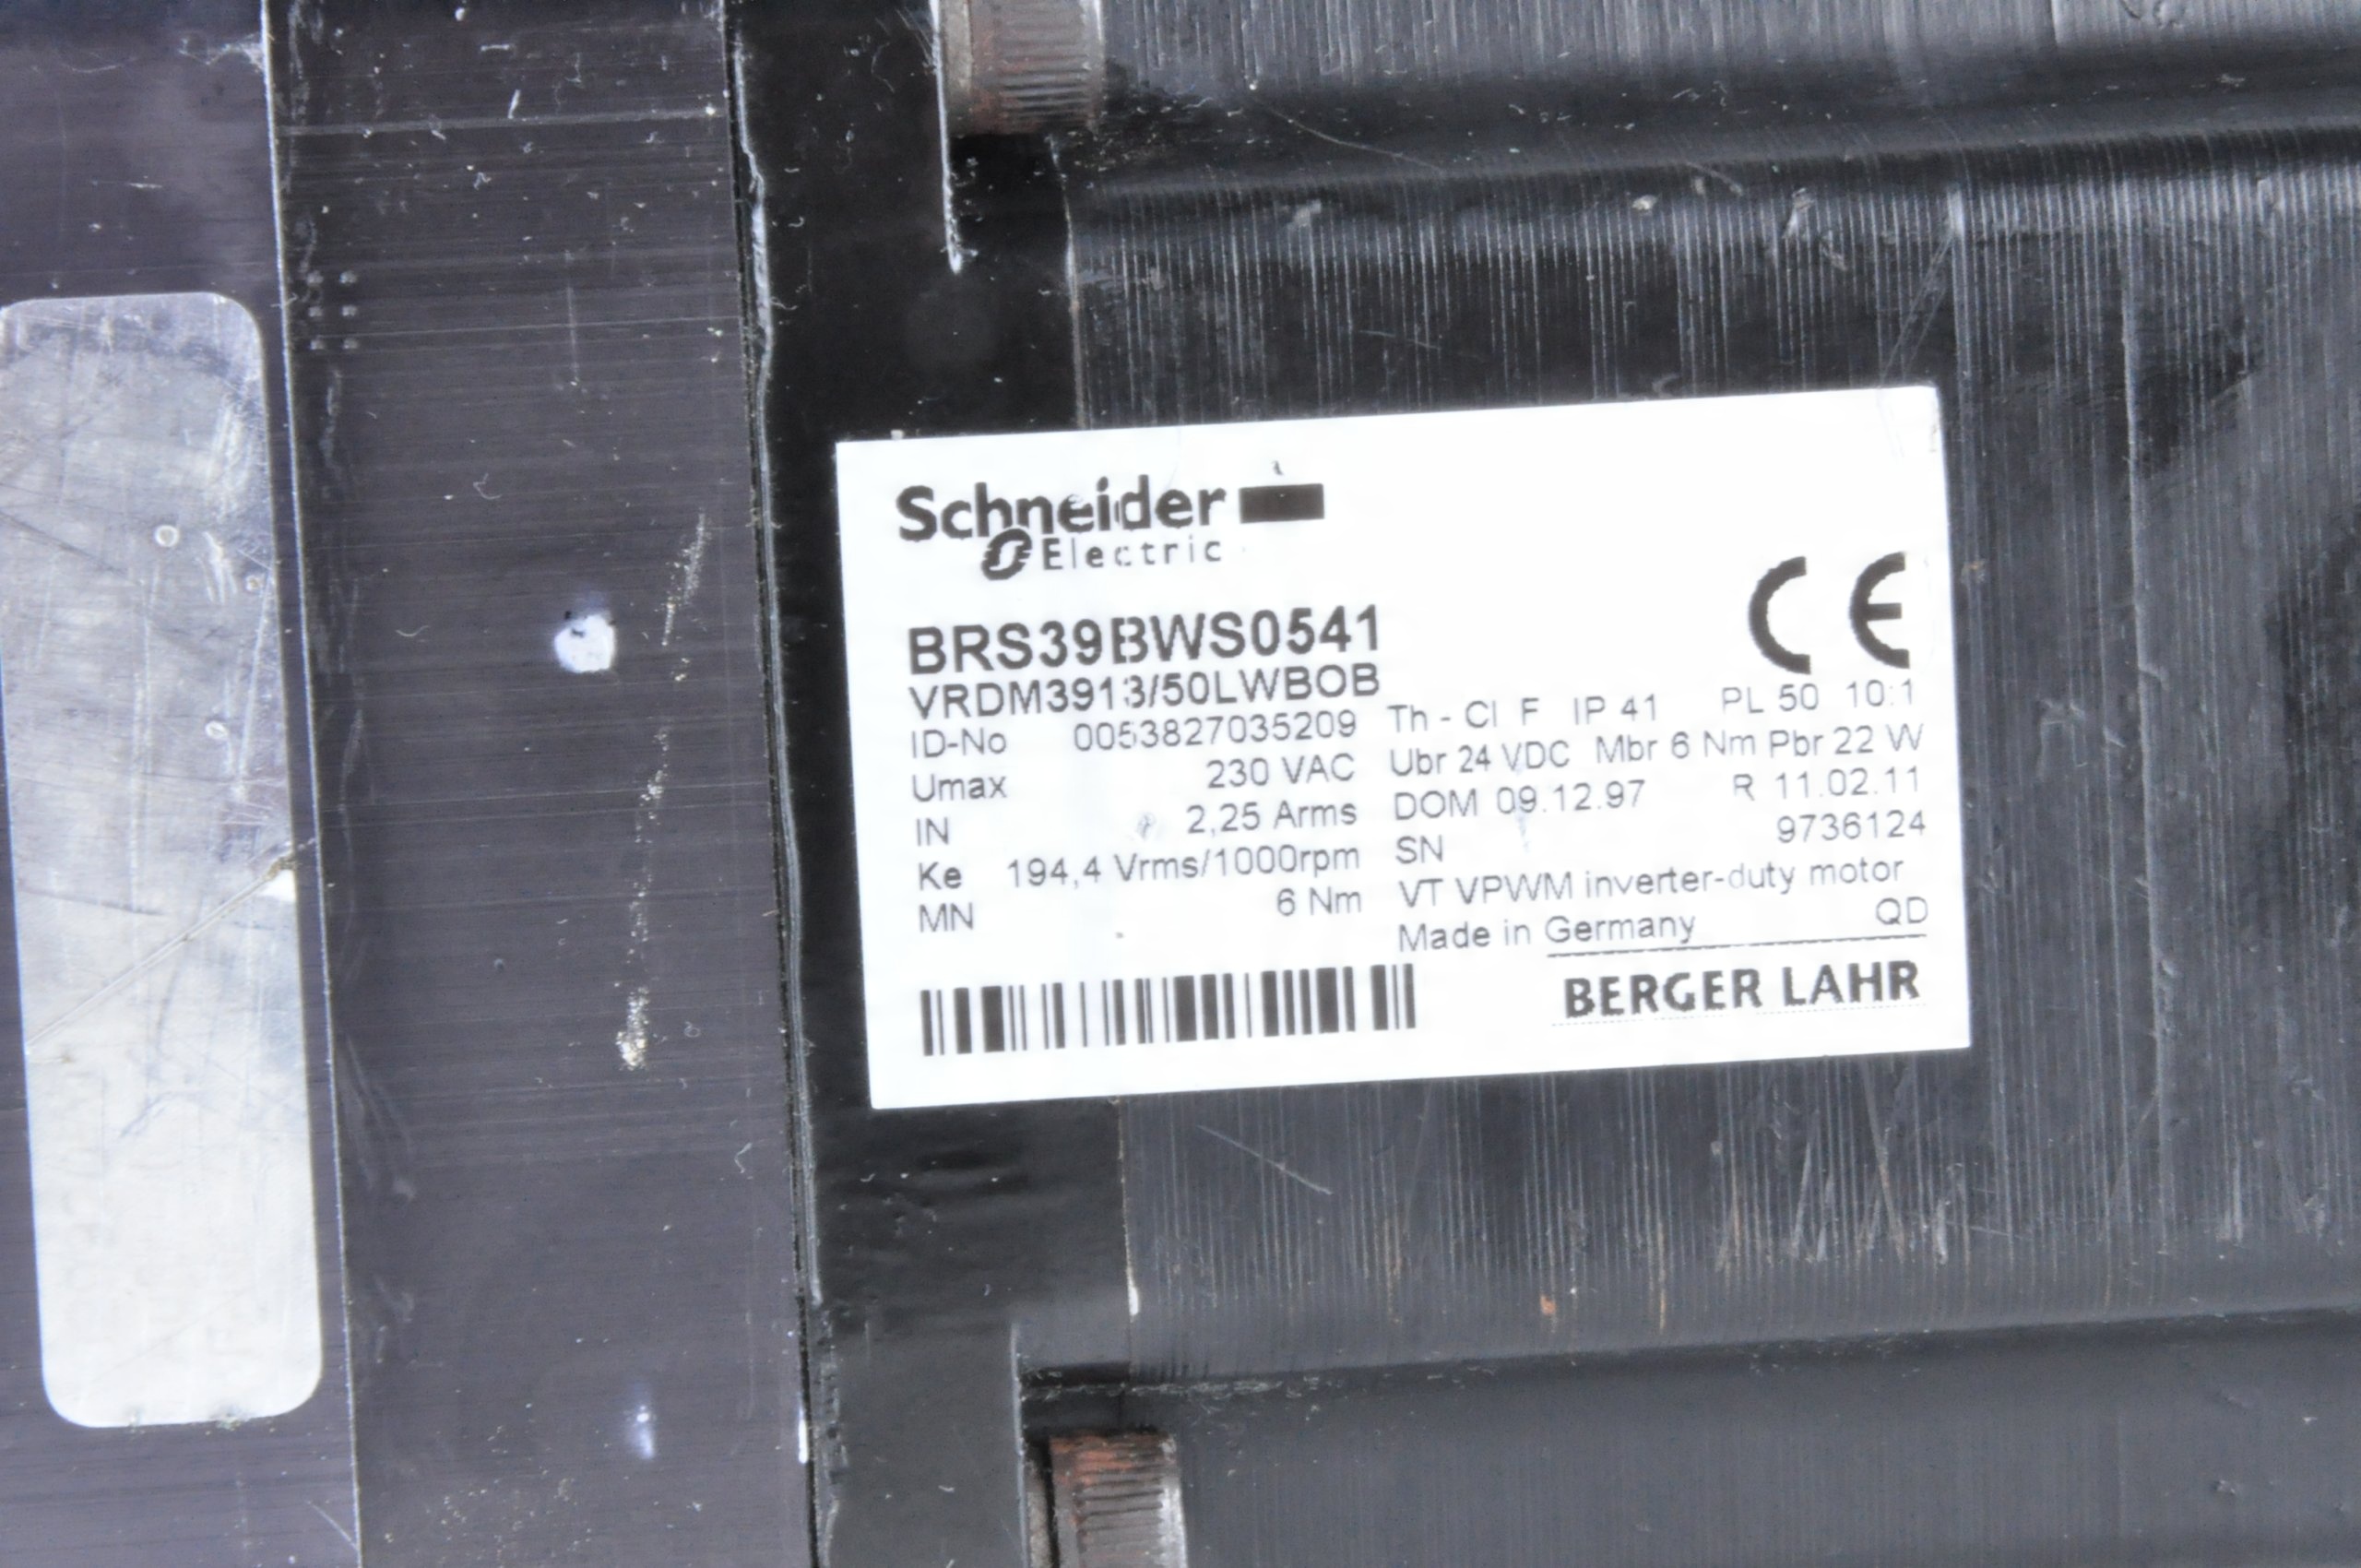 Schneider
Electric
BRS39BWS0541
VRDM3913/50LWBOB
ID-No 0053827035209 Th - Cl F IP 41 PL 50 10:1
Umax 230 VAC Ubr 24 VDC Mbr 6 Nm Pbr 22 W
IN 2,25 Arms DOM 09.12.97 R 11.02.11
Ke 194,4 Vrms/1000rpm SN 9736124
MN 6 Nm VT VPWM inverter-duty motor
Made in Germany QD
BERGER LAHR
CE